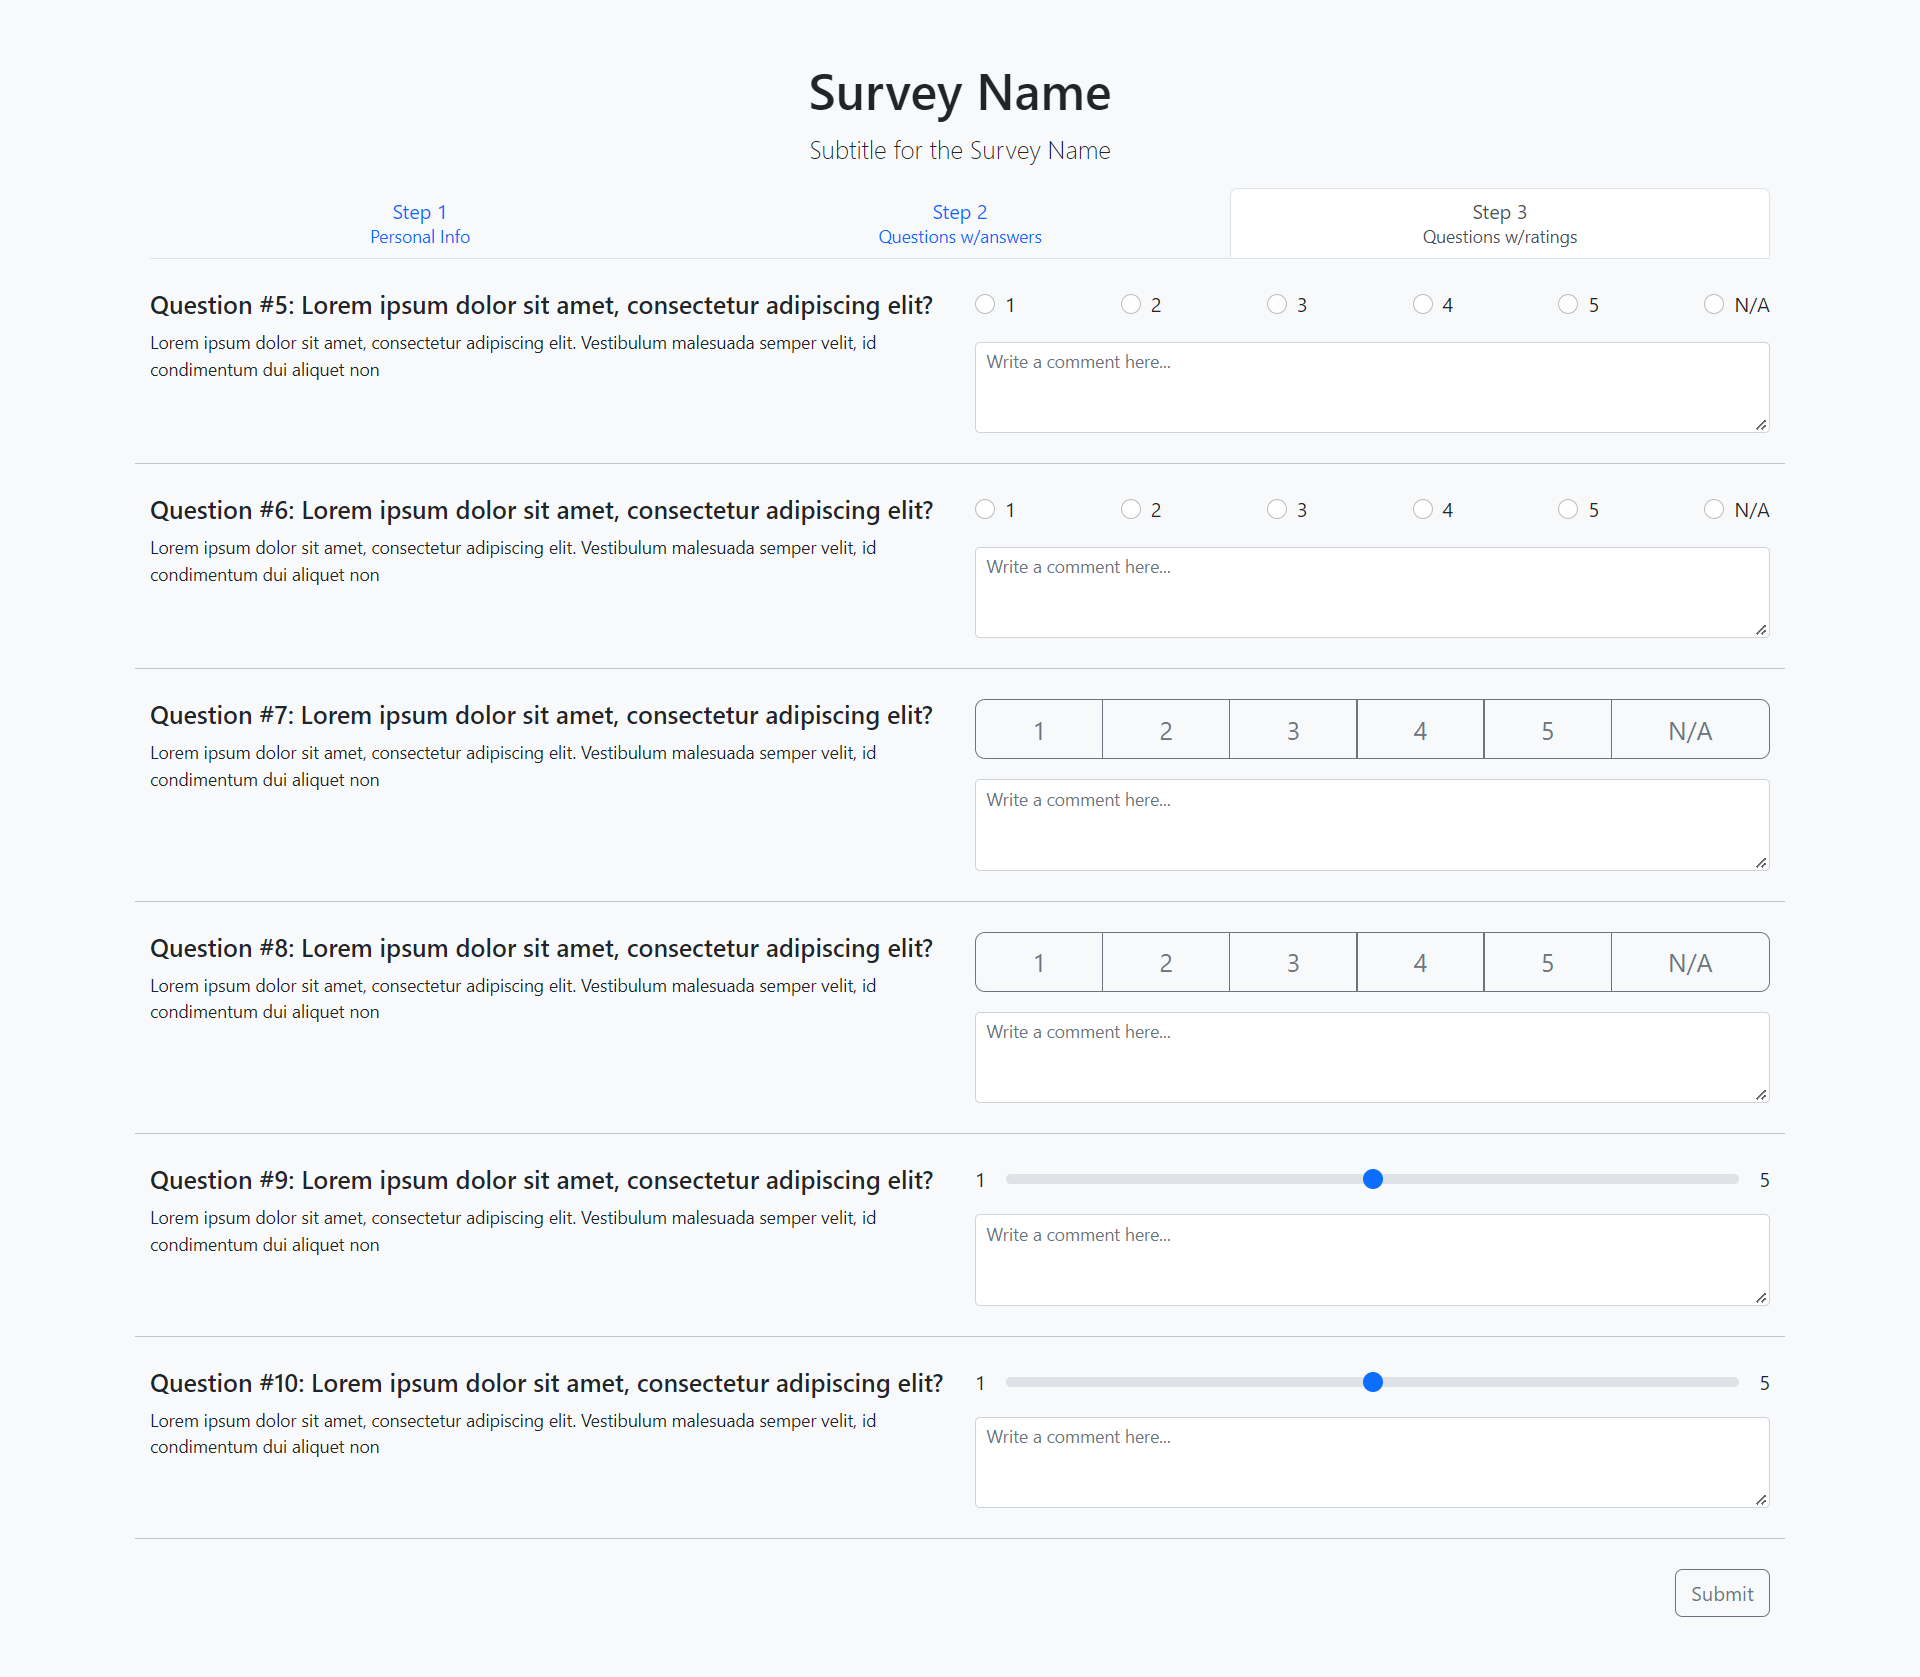 Survey Name
Subtitle for the Survey Name
Step 1
Personal Info
Step 2
Questions w/answers
Step 3
Questions w/ratings
Question #5: Lorem ipsum dolor sit amet, consectetur adipiscing elit?
Lorem ipsum dolor sit amet, consectetur adipiscing elit. Vestibulum malesuada semper velit, id
condimentum dui aliquet non
1 2 3 4 5 N/A
Write a comment here...
Question #6: Lorem ipsum dolor sit amet, consectetur adipiscing elit?
Lorem ipsum dolor sit amet, consectetur adipiscing elit. Vestibulum malesuada semper velit, id
condimentum dui aliquet non
1 2 3 4 5 N/A
Write a comment here...
Question #7: Lorem ipsum dolor sit amet, consectetur adipiscing elit?
Lorem ipsum dolor sit amet, consectetur adipiscing elit. Vestibulum malesuada semper velit, id
condimentum dui aliquet non
1 2 3 4 5 N/A
Write a comment here...
Question #8: Lorem ipsum dolor sit amet, consectetur adipiscing elit?
Lorem ipsum dolor sit amet, consectetur adipiscing elit. Vestibulum malesuada semper velit, id
condimentum dui aliquet non
1 2 3 4 5 N/A
Write a comment here...
Question #9: Lorem ipsum dolor sit amet, consectetur adipiscing elit?
Lorem ipsum dolor sit amet, consectetur adipiscing elit. Vestibulum malesuada semper velit, id
condimentum dui aliquet non
1 5
Write a comment here...
Question #10: Lorem ipsum dolor sit amet, consectetur adipiscing elit?
Lorem ipsum dolor sit amet, consectetur adipiscing elit. Vestibulum malesuada semper velit, id
condimentum dui aliquet non
1 5
Write a comment here...
Submit